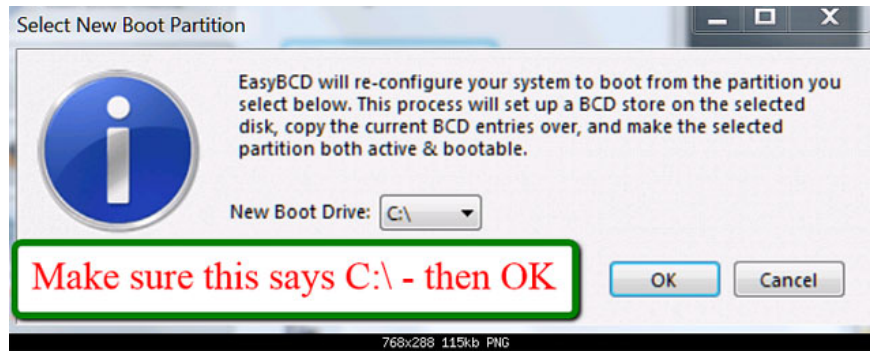 Select New Boot Partition
EasyBCD will re-configure your system to boot from the partition you
select below. This process will set up a BCD store on the selected
disk, copy the current BCD entries over, and make the selected
partition both active & bootable.
New Boot Drive: C:\
Make sure this says C:\ - then OK
OK Cancel
768x288 115kb PNG